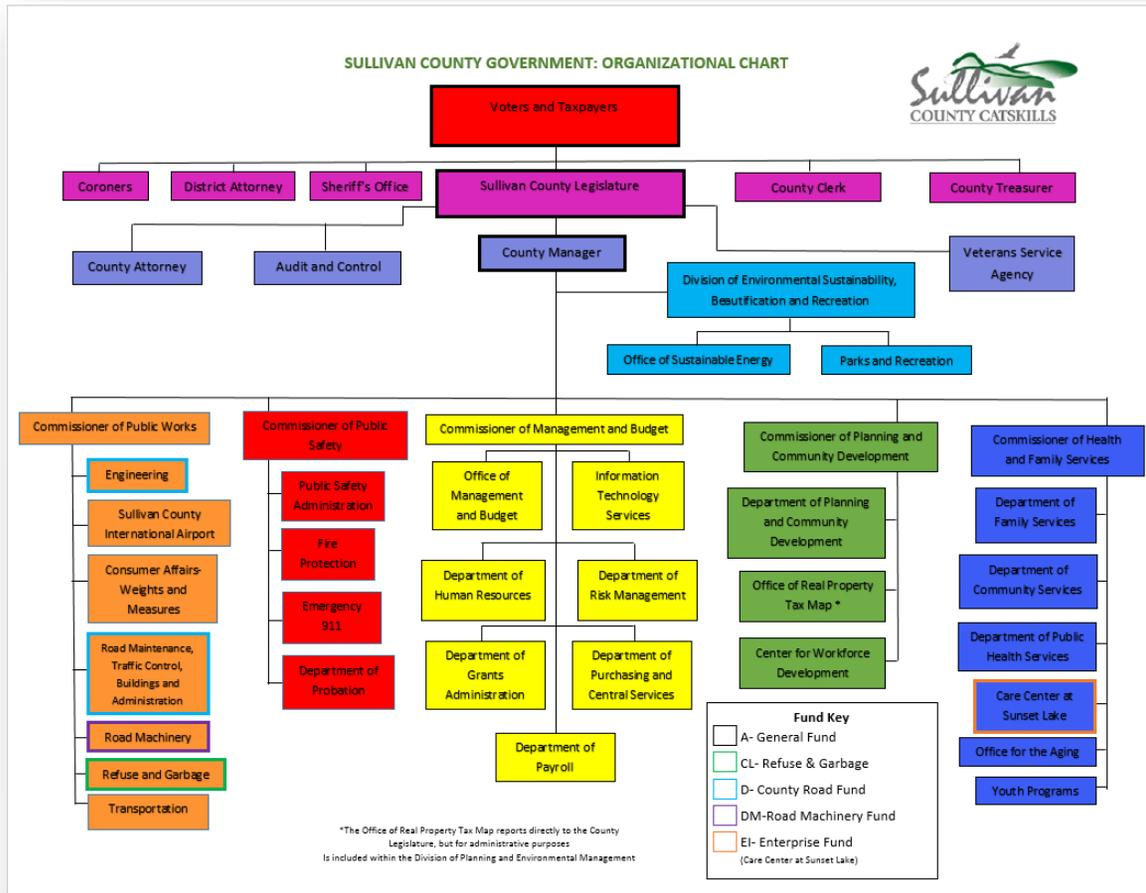 SULLIVAN COUNTY GOVERNMENT: ORGANIZATIONAL CHART
Sullivan
COUNTY CATSKILLS
Voters and Taxpayers
Coroners
District Attorney
Sheriff's Office
Sullivan County Legislature
County Clerk
County Treasurer
County Attorney
Audit and Control
County Manager
Veterans Service
Agency
Division of Environmental Sustainability,
Beautification and Recreation
Office of Sustainable Energy
Parks and Recreation
Commissioner of Public Works
Engineering
Sullivan County
International Airport
Consumer Affairs-
Weights and
Measures
Road Maintenance,
Traffic Control,
Buildings and
Administration
Road Machinery
Refuse and Garbage
Transportation
Commissioner of Public
Safety
Public Safety
Administration
Fire
Protection
Emergency
911
Department of
Probation
Commissioner of Management and Budget
Office of
Management
and Budget
Information
Technology
Services
Department of
Human Resources
Department of
Risk Management
Department of
Grants
Administration
Department of
Purchasing and
Central Services
Department of
Payroll
Commissioner of Planning and
Community Development
Department of Planning
and Community
Development
Office of Real Property
Tax Map *
Center for Workforce
Development
Commissioner of Health
and Family Services
Department of
Family Services
Department of
Community Services
Department of Public
Health Services
Care Center at
Sunset Lake
Office for the Aging
Youth Programs
Fund Key
A- General Fund
CL- Refuse & Garbage
D- County Road Fund
DM-Road Machinery Fund
EI- Enterprise Fund
(Care Center at Sunset Lake)
*The Office of Real Property Tax Map reports directly to the County
Legislature, but for administrative purposes
Is included within the Division of Planning and Environmental Management